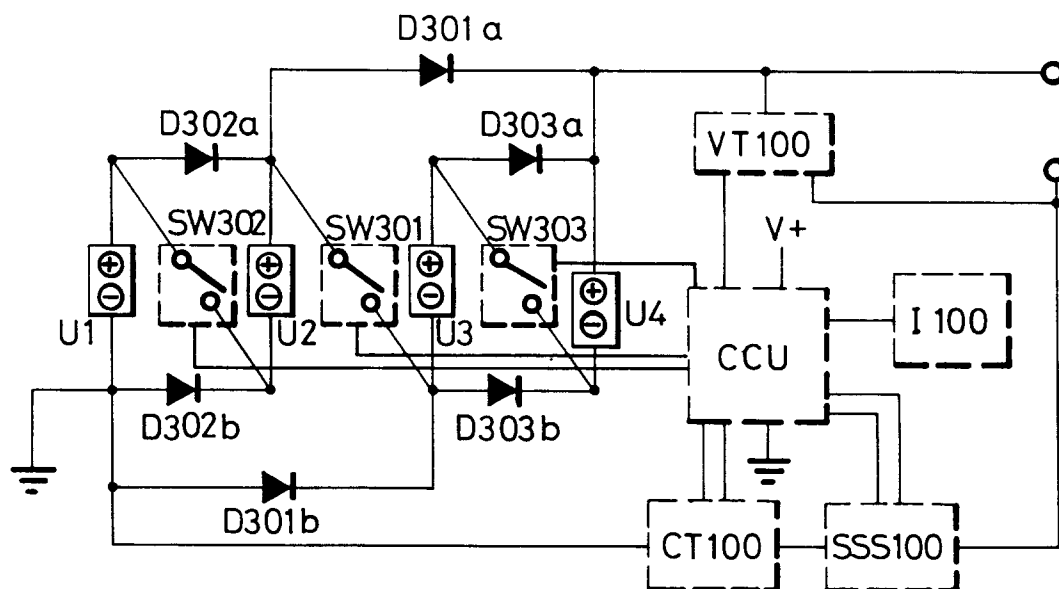 D301a
D302a
D303a
VT100
SW302
SW301
SW303
V+
+
+
+
+
-
-
-
-
U1
U2
U3
U4
CCU
I100
D302b
D303b
D301b
CT100
SSS100